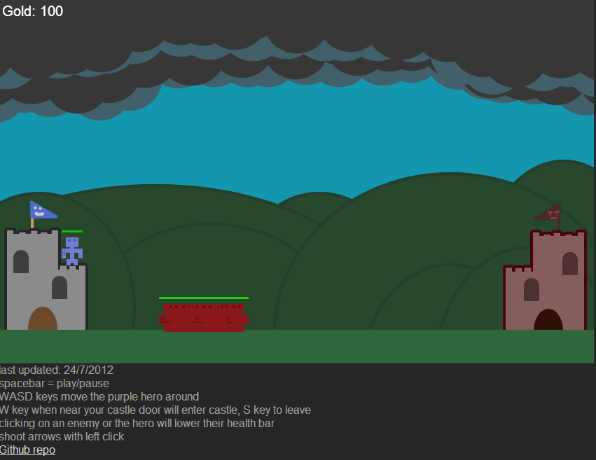 Gold: 100
last updated: 24/7/2012
spacebar = play/pause
WASD keys move the purple hero around
W key when near your castle door will enter castle, S key to leave
clicking on an enemy or the hero will lower their health bar
shoot arrows with left click
Github repo